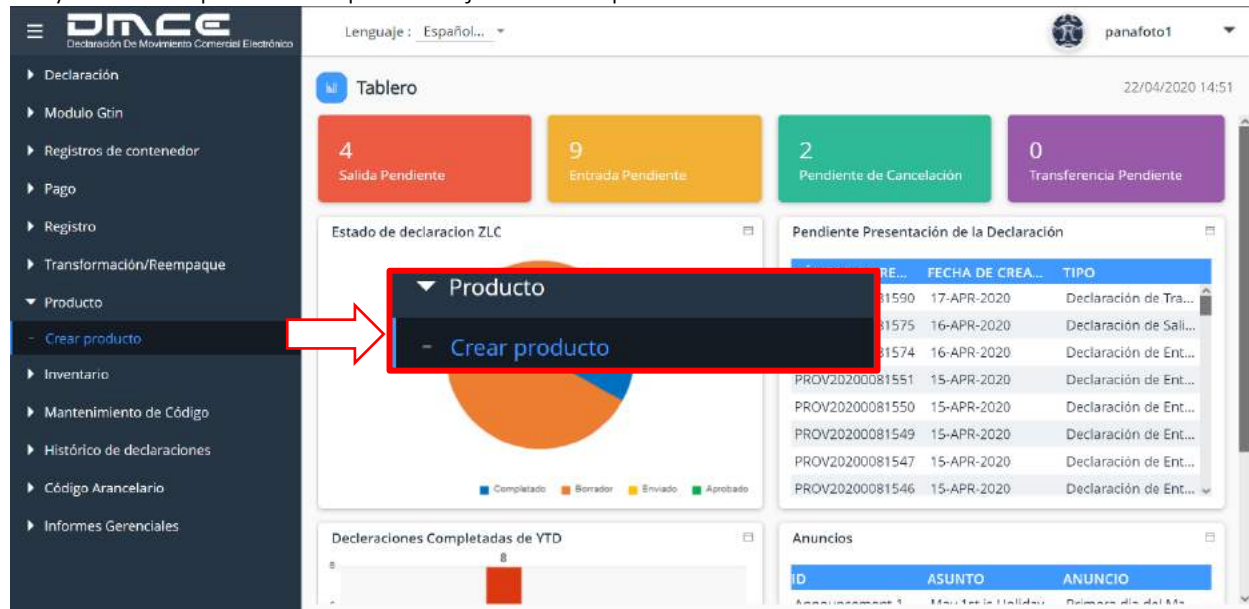 DMCE
Declaración De Movimiento Comercial Electrónico
Lenguaje : Español...
panafoto1
Declaración
Modulo Gtin
Registros de contenedor
Pago
Registro
Transformación/Reempaque
Producto
- Crear producto
Inventario
Mantenimiento de Código
Histórico de declaraciones
Código Arancelario
Informes Gerenciales
Tablero
22/04/2020 14:51
4
Salida Pendiente
9
Entrada Pendiente
2
Pendiente de Cancelación
0
Transferencia Pendiente
Estado de declaracion ZLC
Producto
- Crear producto
Completado Borrador Enviado Aprobado
Pendiente Presentación de la Declaración
RE... FECHA DE CREA... TIPO
81590 17-APR-2020 Declaración de Tra...
81575 16-APR-2020 Declaración de Sali...
81574 16-APR-2020 Declaración de Ent...
PROV20200081551 15-APR-2020 Declaración de Ent...
PROV20200081550 15-APR-2020 Declaración de Ent...
PROV20200081549 15-APR-2020 Declaración de Ent...
PROV20200081547 15-APR-2020 Declaración de Ent...
PROV20200081546 15-APR-2020 Declaración de Ent...
Decleraciones Completadas de YTD
8
8
Anuncios
ID ASUNTO ANUNCIO